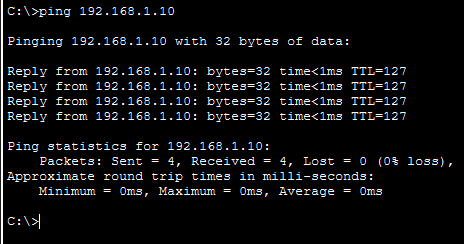 C:\>ping 192.168.1.10
Pinging 192.168.1.10 with 32 bytes of data:
Reply from 192.168.1.10: bytes=32 time<1ms TTL=127
Reply from 192.168.1.10: bytes=32 time<1ms TTL=127
Reply from 192.168.1.10: bytes=32 time<1ms TTL=127
Reply from 192.168.1.10: bytes=32 time<1ms TTL=127
Ping statistics for 192.168.1.10:
Packets: Sent = 4, Received = 4, Lost = 0 (0% loss),
Approximate round trip times in milli-seconds:
Minimum = 0ms, Maximum = 0ms, Average = 0ms
C:\>